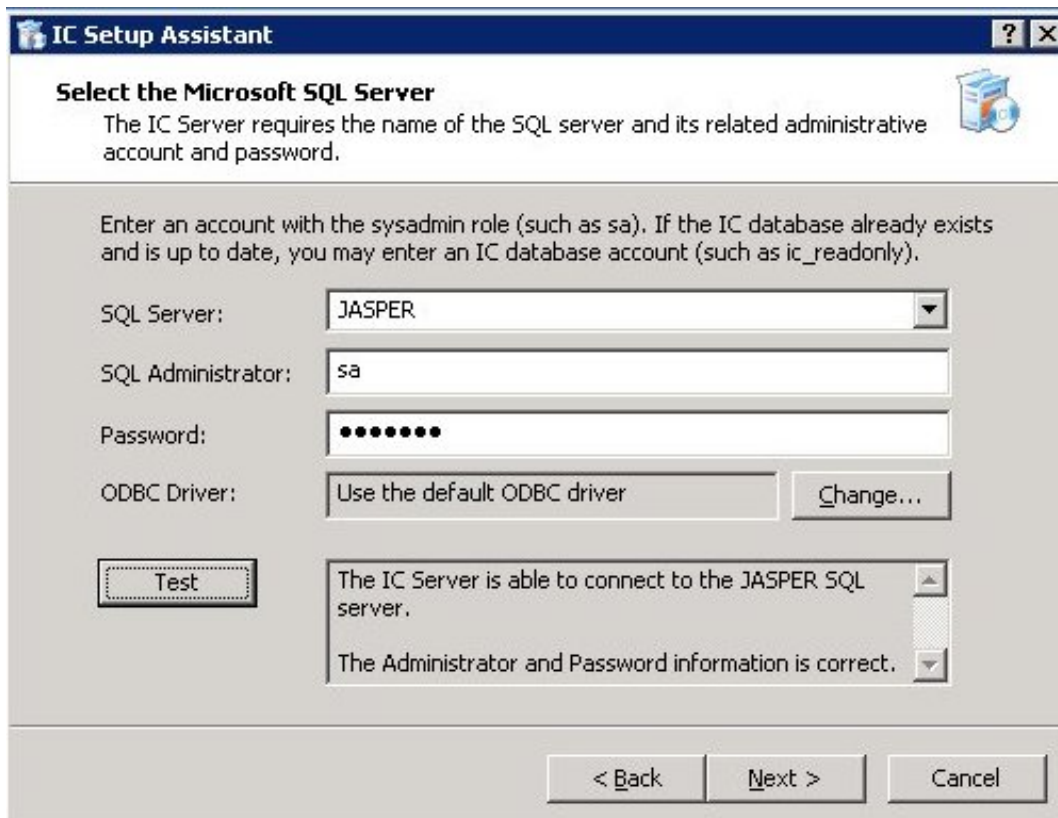 IC Setup Assistant
Select the Microsoft SQL Server
The IC Server requires the name of the SQL server and its related administrative
account and password.
Enter an account with the sysadmin role (such as sa). If the IC database already exists
and is up to date, you may enter an IC database account (such as ic_readonly).
SQL Server: JASPER
SQL Administrator: sa
Password: •••••••
ODBC Driver: Use the default ODBC driver Change...
Test
The IC Server is able to connect to the JASPER SQL
server.
The Administrator and Password information is correct.
< Back Next > Cancel